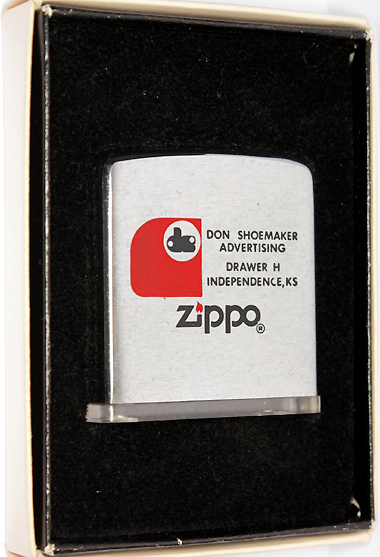 DON SHOEMAKER
ADVERTISING
DRAWER H
INDEPENDENCE, KS
zippo®